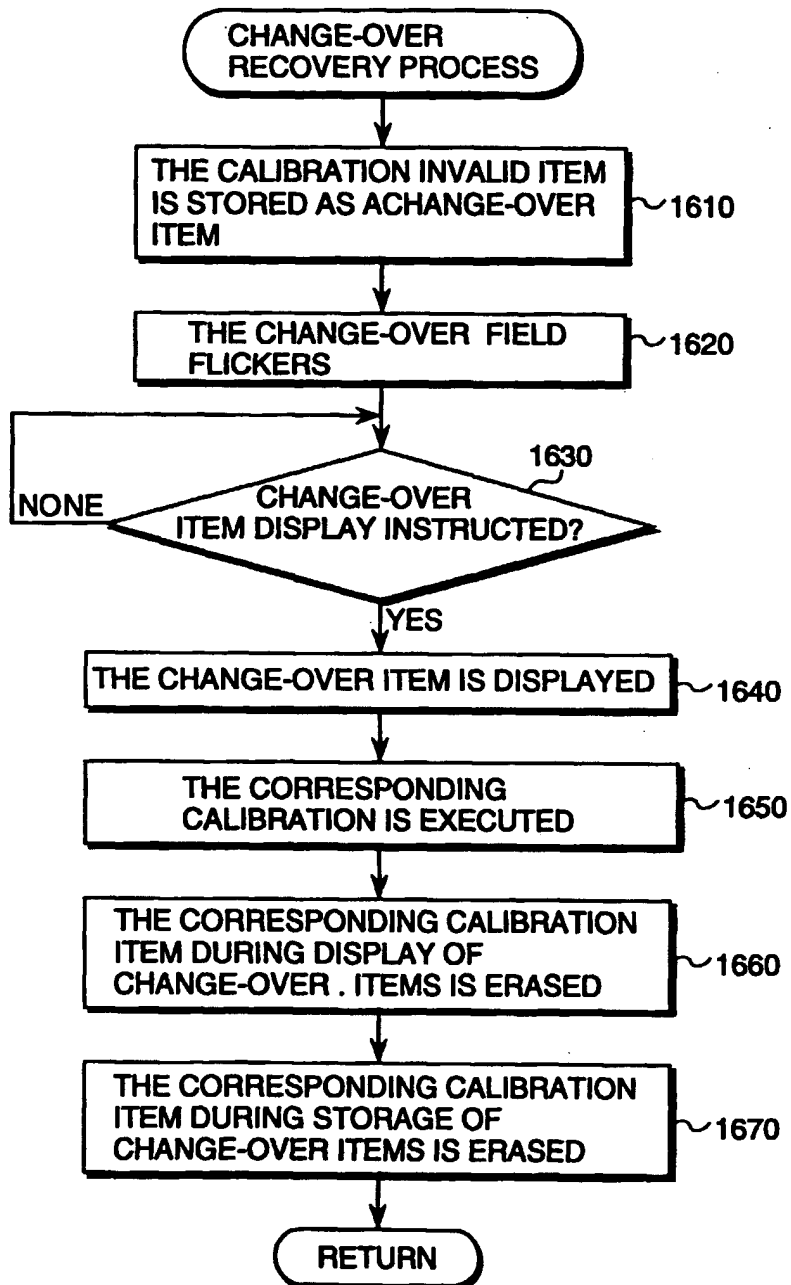 CHANGE-OVER
RECOVERY PROCESS
THE CALIBRATION INVALID ITEM
IS STORED AS ACHANGE-OVER
ITEM
1610
THE CHANGE-OVER FIELD
FLICKERS
1620
1630
NONE
CHANGE-OVER
ITEM DISPLAY INSTRUCTED?
YES
THE CHANGE-OVER ITEM IS DISPLAYED
1640
THE CORRESPONDING
CALIBRATION IS EXECUTED
1650
THE CORRESPONDING CALIBRATION
ITEM DURING DISPLAY OF
CHANGE-OVER . ITEMS IS ERASED
1660
THE CORRESPONDING CALIBRATION
ITEM DURING STORAGE OF
CHANGE-OVER ITEMS IS ERASED
1670
RETURN